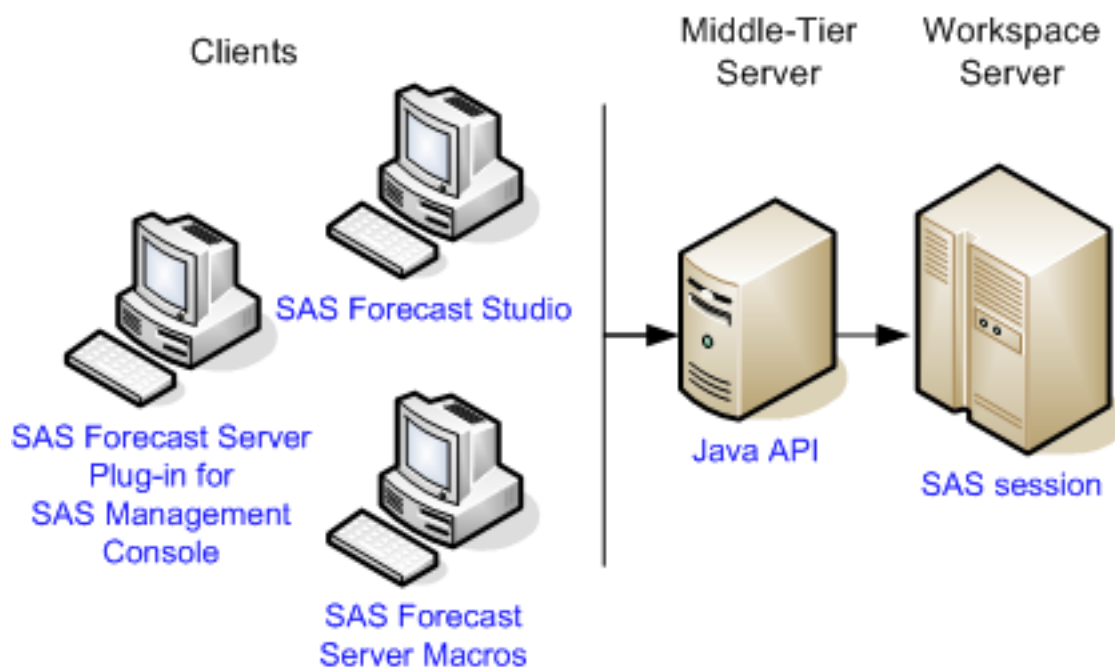 Clients
Middle-Tier
Server
Workspace
Server
SAS Forecast Studio
SAS Forecast Server
Plug-in for
SAS Management
Console
SAS Forecast
Server Macros
Java API
SAS session